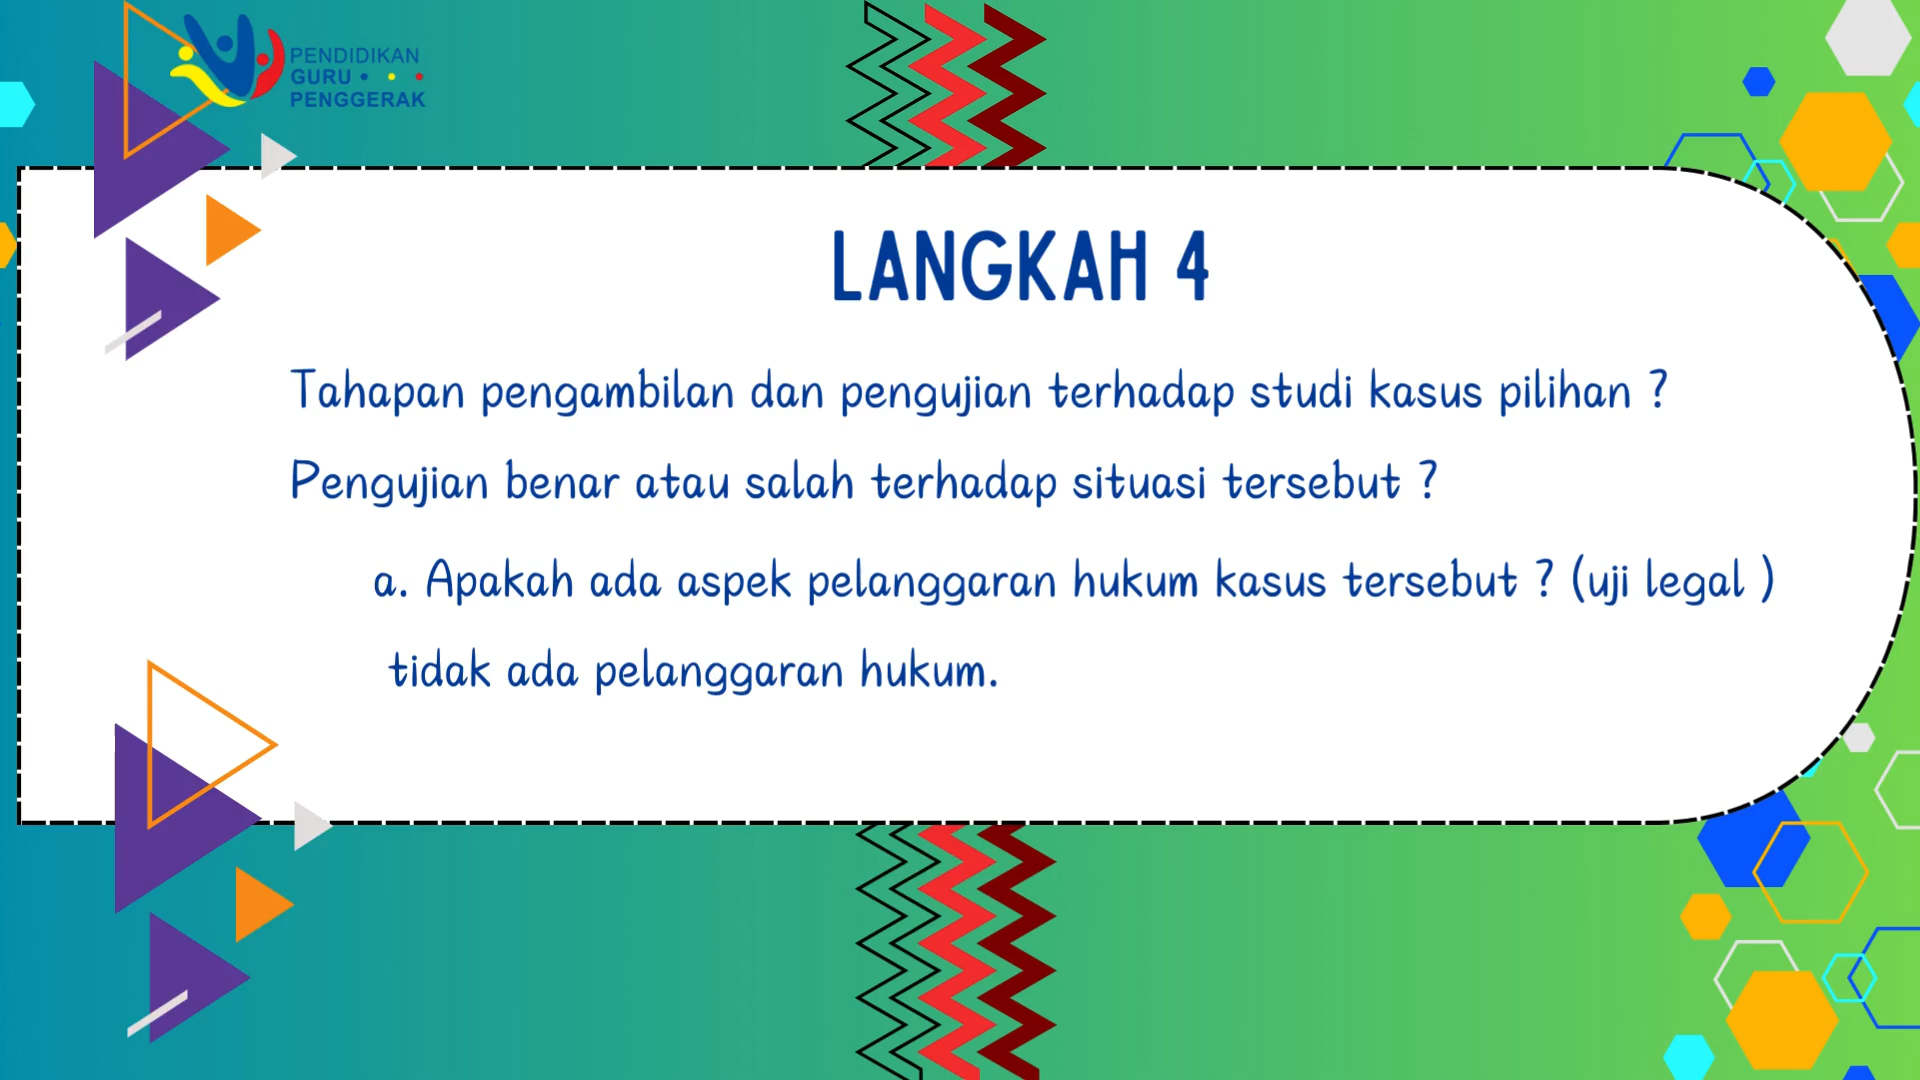 PENDIDIKAN
GURU
PENGGERAK
LANGKAH 4
Tahapan pengambilan dan pengujian terhadap studi kasus pilihan ?
Pengujian benar atau salah terhadap situasi tersebut ?
a. Apakah ada aspek pelanggaran hukum kasus tersebut ? (uji legal )
tidak ada pelanggaran hukum.